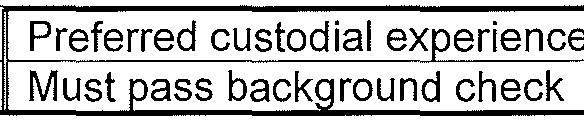 Preferred custodial experience
Must pass background check